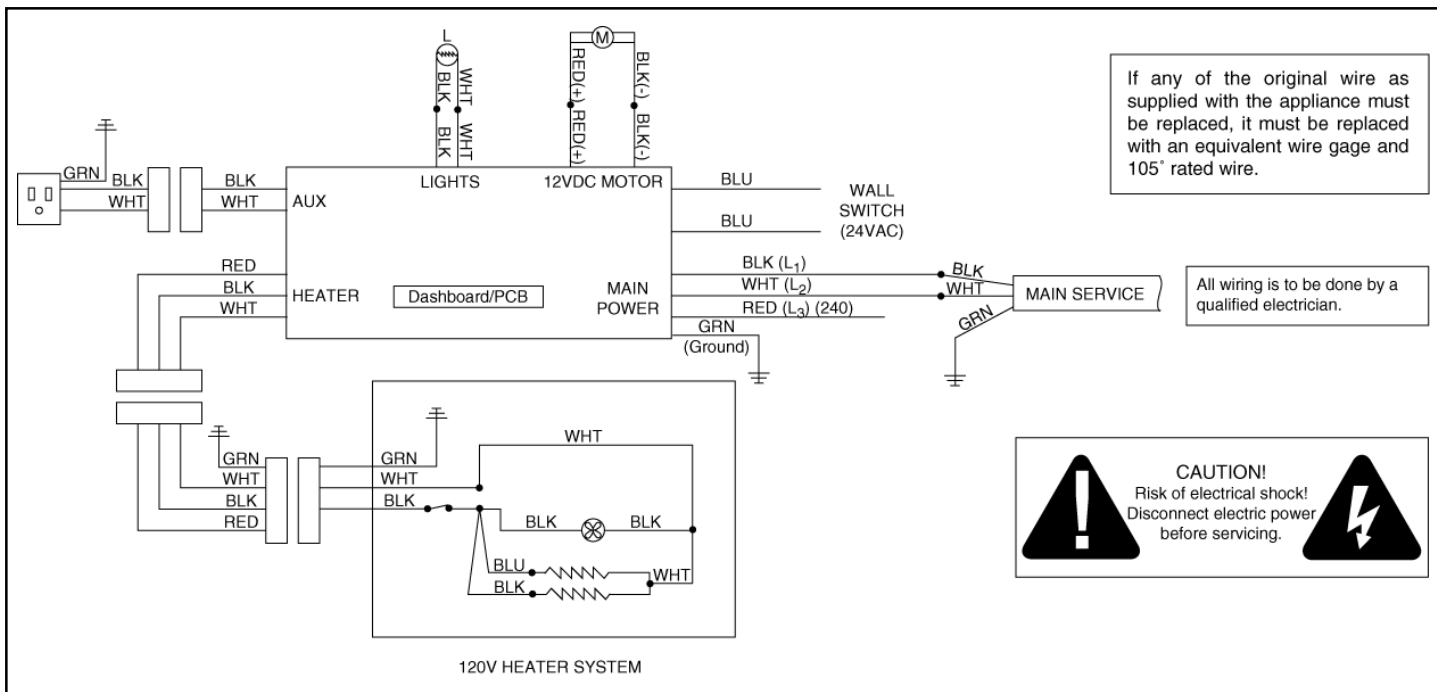 L
M
BLK
WHT
BLK
WHT
RED(+)
RED(+)
BLK(-)
BLK(-)
If any of the original wire as
supplied with the appliance must
be replaced, it must be replaced
with an equivalent wire gage and
105° rated wire.
GRN
BLK
WHT
BLK
WHT
AUX
LIGHTS
12VDC MOTOR
BLU
BLU
WALL
SWITCH
(24VAC)
RED
BLK
WHT
HEATER
Dashboard/PCB
MAIN
POWER
BLK (L1)
WHT (L2)
RED (L3) (240)
GRN
(Ground)
BLK
WHT
GRN
MAIN SERVICE
All wiring is to be done by a
qualified electrician.
GRN
WHT
BLK
RED
GRN
WHT
BLK
WHT
BLK
BLK
BLU
BLK
WHT
120V HEATER SYSTEM
CAUTION!
Risk of electrical shock!
Disconnect electric power
before servicing.